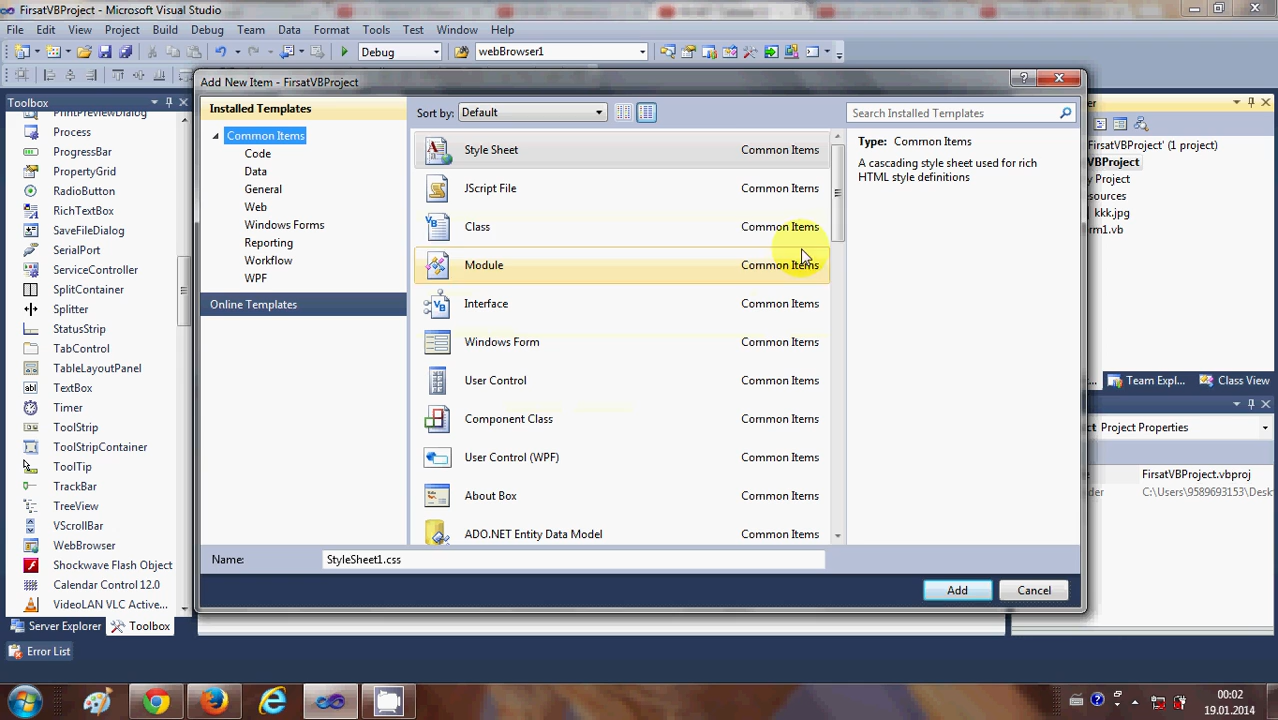 FirsatVBProject - Microsoft Visual Studio
File Edit View Project Build Debug Team Data Format Tools Test Window Help
Debug webBrowser1
Toolbox
PrintPreviewDialog
Process
ProgressBar
PropertyGrid
RadioButton
RichTextBox
SaveFileDialog
SerialPort
ServiceController
SplitContainer
Splitter
StatusStrip
TabControl
TableLayoutPanel
TextBox
Timer
ToolStrip
ToolStripContainer
ToolTip
TrackBar
TreeView
VScrollBar
WebBrowser
Shockwave Flash Object
Calendar Control 12.0
VideoLAN VLC Active...
Server Explorer Toolbox
Error List
Add New Item - FirsatVBProject
Installed Templates
Common Items
Code
Data
General
Web
Windows Forms
Reporting
Workflow
WPF
Online Templates
Sort by: Default
Style Sheet Common Items
JScript File Common Items
Class Common Items
Module Common Items
Interface Common Items
Windows Form Common Items
User Control Common Items
Component Class Common Items
User Control (WPF) Common Items
About Box Common Items
ADO.NET Entity Data Model Common Items
Search Installed Templates
Type: Common Items
A cascading style sheet used for rich
HTML style definitions
Name: StyleSheet1.css
Add Cancel
er
FirsatVBProject' (1 project)
VBProject
y Project
ources
kkk.jpg
rm1.vb
... Team Expl... Class View
ct Project Properties
e FirsatVBProject.vbproj
der C:\Users\9589693153\Desk
00:02
19.01.2014